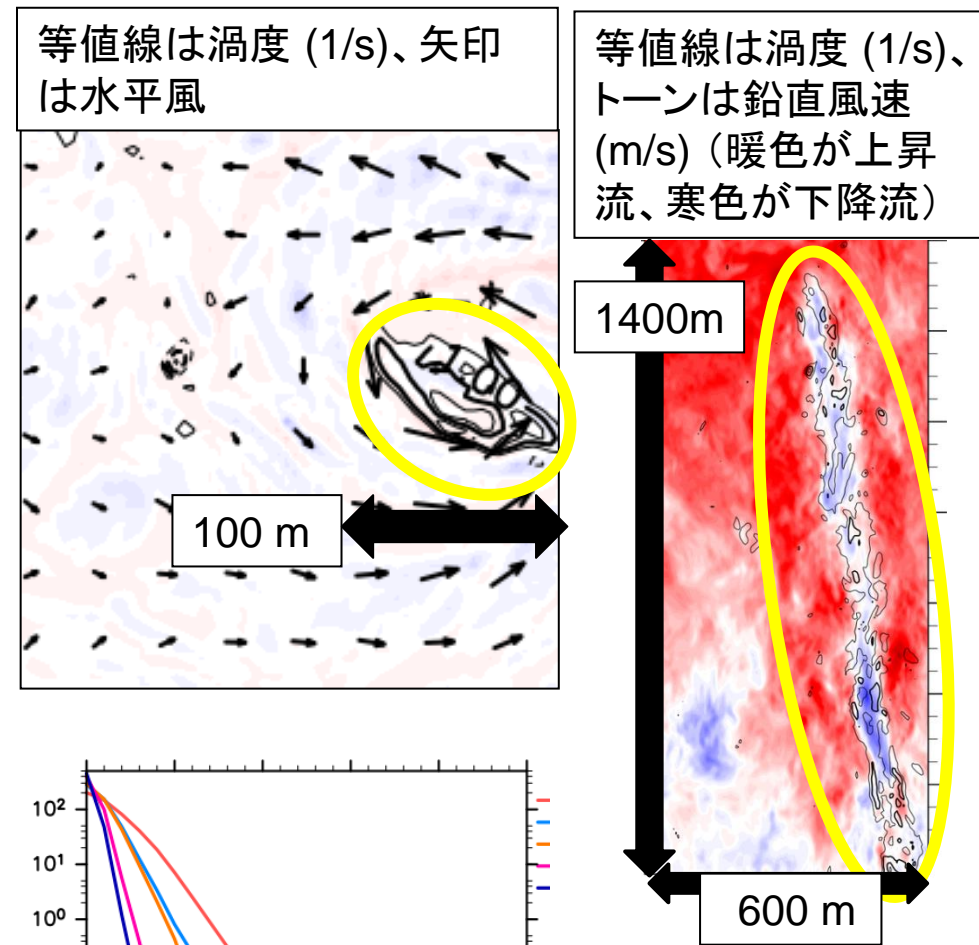 等値線は渦度 (1/s)、矢印
は水平風
100 m
等値線は渦度 (1/s)、
トーンは鉛直風速
(m/s)（暖色が上昇
流、寒色が下降流）
1400m
600 m
10²
10¹
10⁰